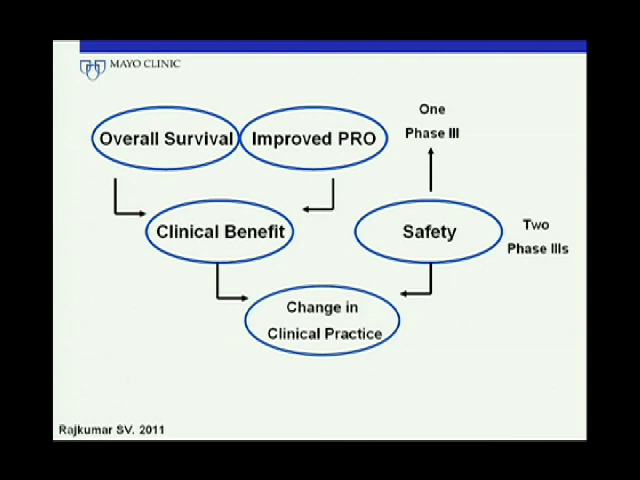 MAYO CLINIC
Overall Survival
Improved PRO
One
Phase III
Clinical Benefit
Safety
Two
Phase IIIs
Change in
Clinical Practice
Rajkumar SV. 2011